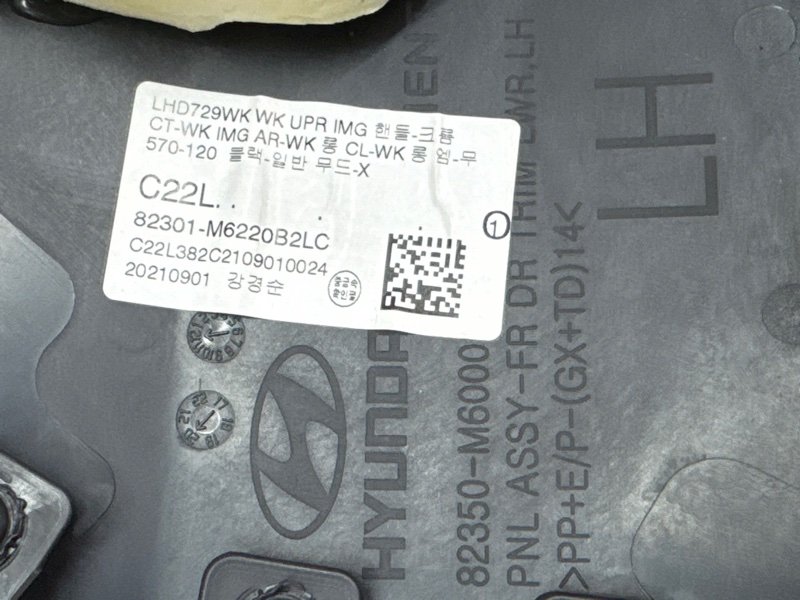 LHD729WK WK UPR IMG 핸들-크롬
CT-WK IMG AR-WK 롱 CL-WK 롱 엠-무
570-120 블랙-일반 무드-X
C22L. .
82301-M6220B2LC
C22L382C2109010024
20210901 강경순
1
LH
HYUNDA
82350-M6000
PNL ASSY-FR DR TRIM LWR,LH
>PP+E/P-(GX+TD)14<